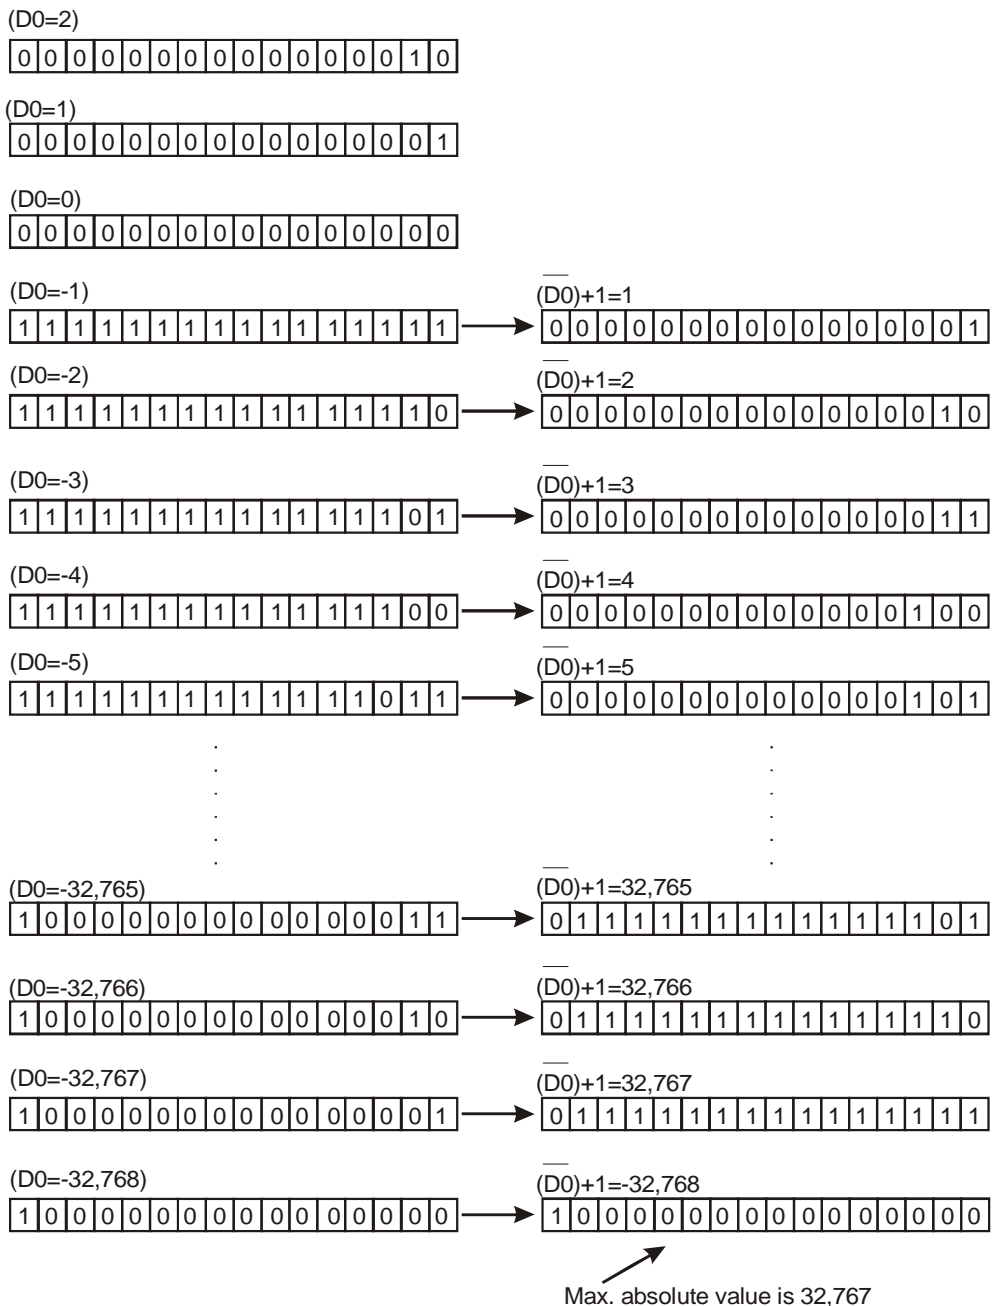 (D0=2)
0 0 0 0 0 0 0 0 0 0 0 0 0 0 1 0
(D0=1)
0 0 0 0 0 0 0 0 0 0 0 0 0 0 0 1
(D0=0)
0 0 0 0 0 0 0 0 0 0 0 0 0 0 0 0
(D0=-1)
1 1 1 1 1 1 1 1 1 1 1 1 1 1 1 1
(D0)+1=1
0 0 0 0 0 0 0 0 0 0 0 0 0 0 0 1
(D0=-2)
1 1 1 1 1 1 1 1 1 1 1 1 1 1 1 0
(D0)+1=2
0 0 0 0 0 0 0 0 0 0 0 0 0 0 1 0
(D0=-3)
1 1 1 1 1 1 1 1 1 1 1 1 1 1 0 1
(D0)+1=3
0 0 0 0 0 0 0 0 0 0 0 0 0 0 1 1
(D0=-4)
1 1 1 1 1 1 1 1 1 1 1 1 1 1 0 0
(D0)+1=4
0 0 0 0 0 0 0 0 0 0 0 0 0 1 0 0
(D0=-5)
1 1 1 1 1 1 1 1 1 1 1 1 1 0 1 1
(D0)+1=5
0 0 0 0 0 0 0 0 0 0 0 0 0 1 0 1
(D0=-32,765)
1 0 0 0 0 0 0 0 0 0 0 0 0 0 1 1
(D0)+1=32,765
0 1 1 1 1 1 1 1 1 1 1 1 1 1 0 1
(D0=-32,766)
1 0 0 0 0 0 0 0 0 0 0 0 0 0 1 0
(D0)+1=32,766
0 1 1 1 1 1 1 1 1 1 1 1 1 1 1 0
(D0=-32,767)
1 0 0 0 0 0 0 0 0 0 0 0 0 0 0 1
(D0)+1=32,767
0 1 1 1 1 1 1 1 1 1 1 1 1 1 1 1
(D0=-32,768)
1 0 0 0 0 0 0 0 0 0 0 0 0 0 0 0
(D0)+1=-32,768
1 0 0 0 0 0 0 0 0 0 0 0 0 0 0 0
Max. absolute value is 32,767